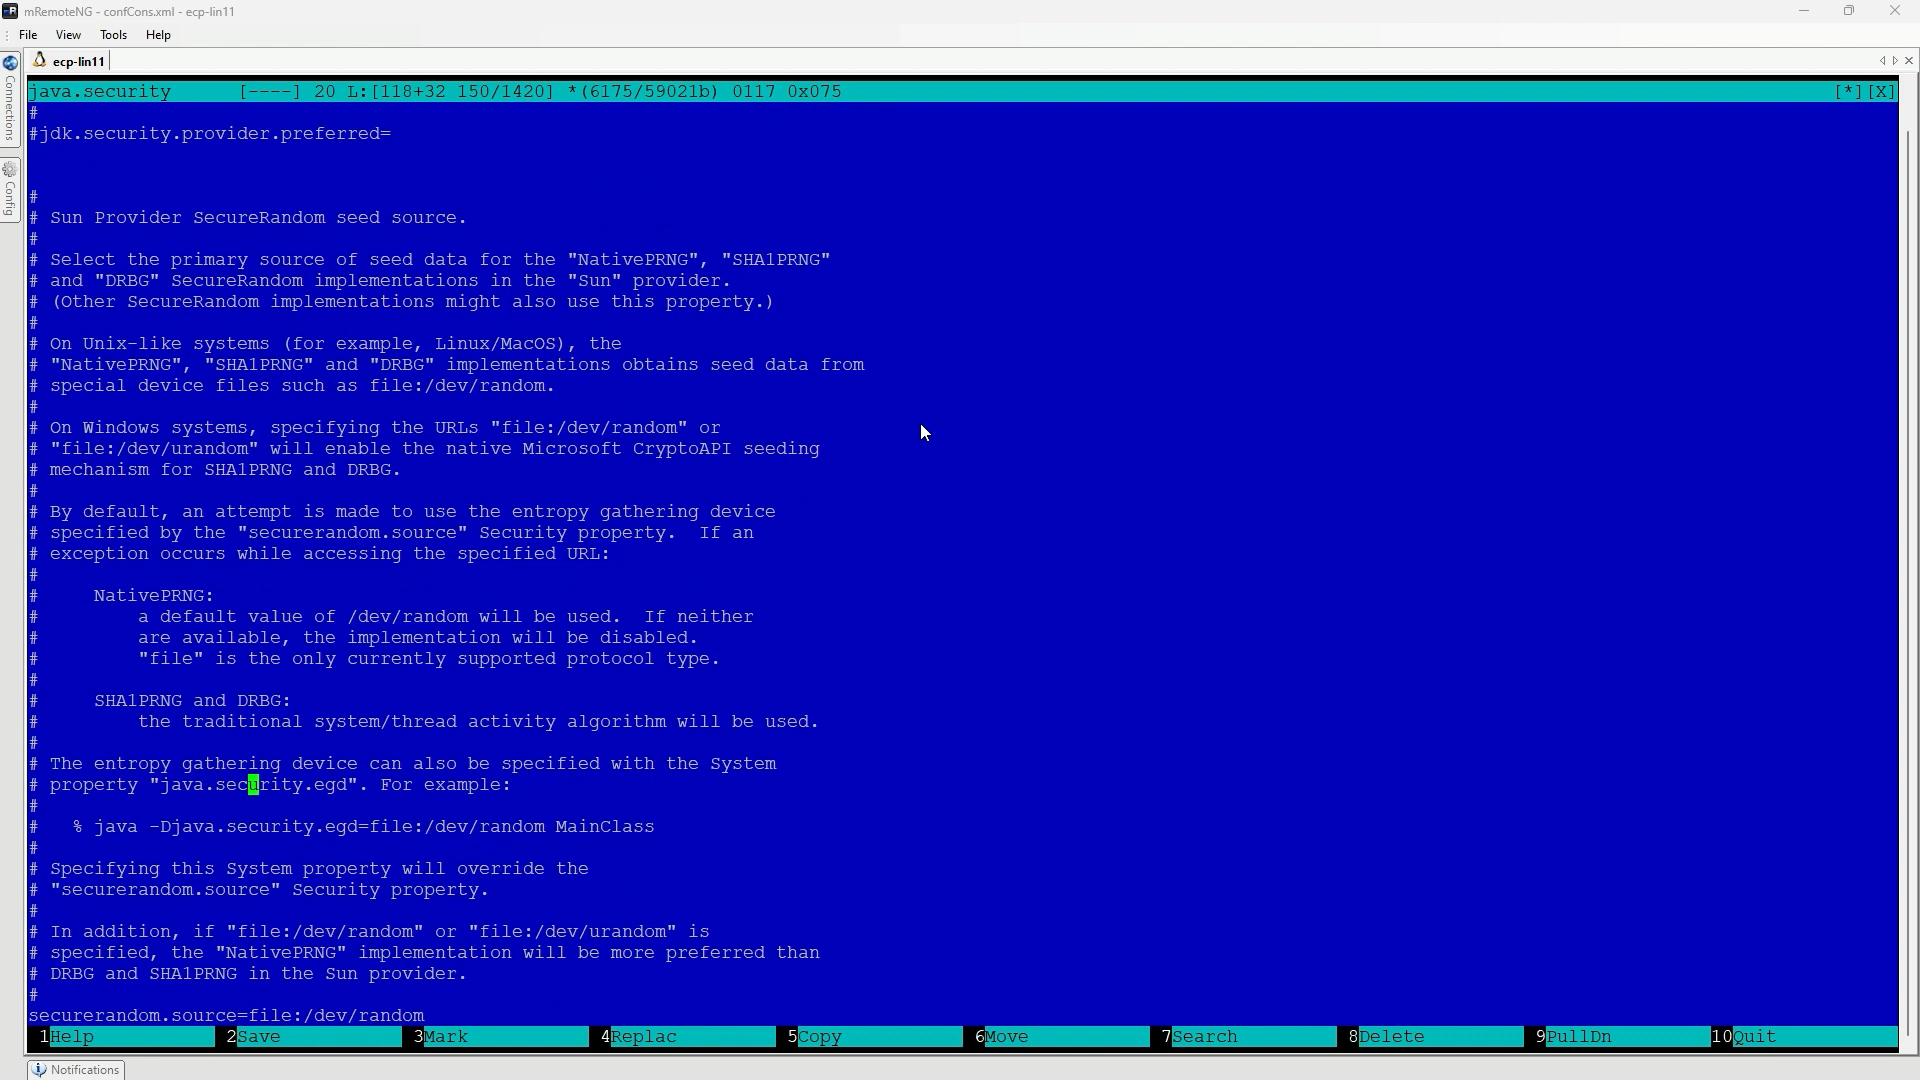 mRemoteNG - confCons.xml - ecp-lin11
File View Tools Help
ecp-lin11
Connections
Config
java.security [----] 20 L:[118+32 150/1420] *(6175/59021b) 0117 0x075 [*][X]
#
#jdk.security.provider.preferred=
#
# Sun Provider SecureRandom seed source.
#
# Select the primary source of seed data for the "NativePRNG", "SHA1PRNG"
# and "DRBG" SecureRandom implementations in the "Sun" provider.
# (Other SecureRandom implementations might also use this property.)
#
# On Unix-like systems (for example, Linux/MacOS), the
# "NativePRNG", "SHA1PRNG" and "DRBG" implementations obtains seed data from
# special device files such as file:/dev/random.
#
# On Windows systems, specifying the URLs "file:/dev/random" or
# "file:/dev/urandom" will enable the native Microsoft CryptoAPI seeding
# mechanism for SHA1PRNG and DRBG.
#
# By default, an attempt is made to use the entropy gathering device
# specified by the "securerandom.source" Security property.  If an
# exception occurs while accessing the specified URL:
#
#     NativePRNG:
#         a default value of /dev/random will be used.  If neither
#         are available, the implementation will be disabled.
#         "file" is the only currently supported protocol type.
#
#     SHA1PRNG and DRBG:
#         the traditional system/thread activity algorithm will be used.
#
# The entropy gathering device can also be specified with the System
# property "java.security.egd". For example:
#
#   % java -Djava.security.egd=file:/dev/random MainClass
#
# Specifying this System property will override the
# "securerandom.source" Security property.
#
# In addition, if "file:/dev/random" or "file:/dev/urandom" is
# specified, the "NativePRNG" implementation will be more preferred than
# DRBG and SHA1PRNG in the Sun provider.
#
securerandom.source=file:/dev/random
1Help 2Save 3Mark 4Replac 5Copy 6Move 7Search 8Delete 9PullDn 10Quit
Notifications